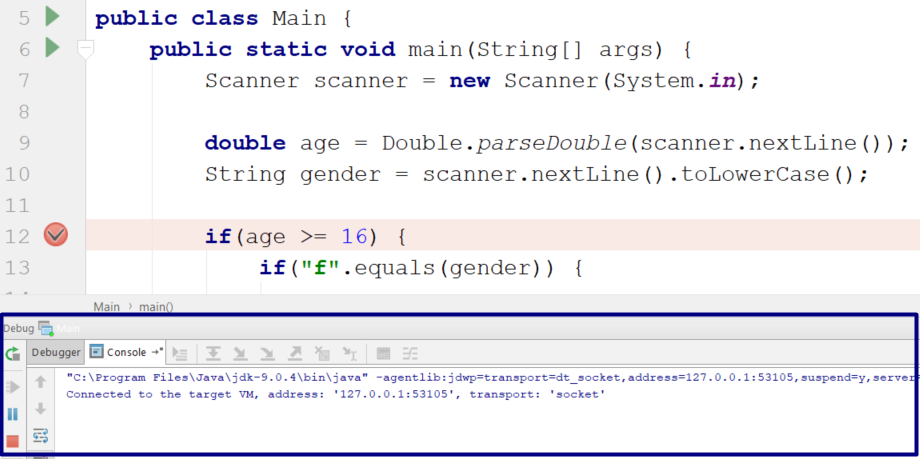 5 public class Main {
6 public static void main(String[] args) {
7 Scanner scanner = new Scanner(System.in);
8
9 double age = Double.parseDouble(scanner.nextLine());
10 String gender = scanner.nextLine().toLowerCase();
11
12 if(age >= 16) {
13 if("f".equals(gender)) {
Main › main()
Debug Main
Debugger Console
"C:\Program Files\Java\jdk-9.0.4\bin\java" -agentlib:jdwp=transport=dt_socket,address=127.0.0.1:53105,suspend=y,server=
Connected to the target VM, address: '127.0.0.1:53105', transport: 'socket'